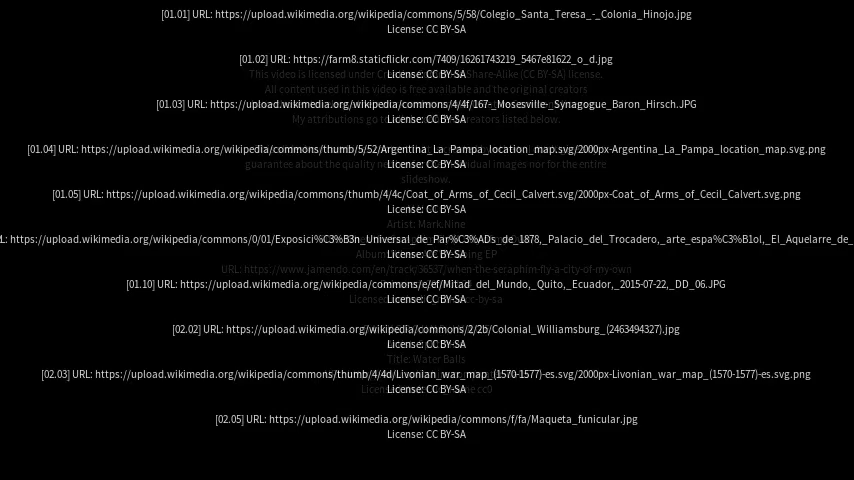 [01.01] URL: https://upload.wikimedia.org/wikipedia/commons/5/58/Colegio_Santa_Teresa_-_Colonia_Hinojo.jpg
License: CC BY-SA
[01.02] URL: https://farm8.staticflickr.com/7409/16261743219_5467e81622_o_d.jpg
This video is licensed under Share-Alike (CC BY-SA) license.
License: CC BY-SA
All content used in this video is free available and the original creators
[01.03] URL: https://upload.wikimedia.org/wikipedia/commons/4/4f/167-_Mosesville-_Synagogue_Baron_Hirsch.JPG
My attributions go to creators listed below.
License: CC BY-SA
[01.04] URL: https://upload.wikimedia.org/wikipedia/commons/thumb/5/52/Argentina_La_Pampa_location_map.svg/2000px-Argentina_La_Pampa_location_map.svg.png
guarantee about the quality images nor for the entire
License: CC BY-SA
slideshow.
[01.05] URL: https://upload.wikimedia.org/wikipedia/commons/thumb/4/4c/Coat_of_Arms_of_Cecil_Calvert.svg/2000px-Coat_of_Arms_of_Cecil_Calvert.svg.png
License: CC BY-SA
Artist:
https://upload.wikimedia.org/wikipedia/commons/0/01/Exposici%C3%B3n_Universal_de_Par%C3%ADs_de_1878,_Palacio_del_Trocadero,_arte_espa%C3%B1ol,_El_Aquelarre_de_
License: CC BY-SA
URL: https://www.jamendo.com/en/track/36537/when-the-seraphim-fly-a-city-of-my-own
[01.10] URL: https://upload.wikimedia.org/wikipedia/commons/e/ef/Mitad_del_Mundo,_Quito,_Ecuador,_2015-07-22,_DD_06.JPG
License: CC BY-SA
[02.02] URL: https://upload.wikimedia.org/wikipedia/commons/2/2b/Colonial_Williamsburg_(2463494327).jpg
License: CC BY-SA
Title: Water Balls
[02.03] URL: https://upload.wikimedia.org/wikipedia/commons/thumb/4/4d/Livonian_war_map_(1570-1577)-es.svg/2000px-Livonian_war_map_(1570-1577)-es.svg.png
License: CC BY-SA
[02.05] URL: https://upload.wikimedia.org/wikipedia/commons/f/fa/Maqueta_funicular.jpg
License: CC BY-SA